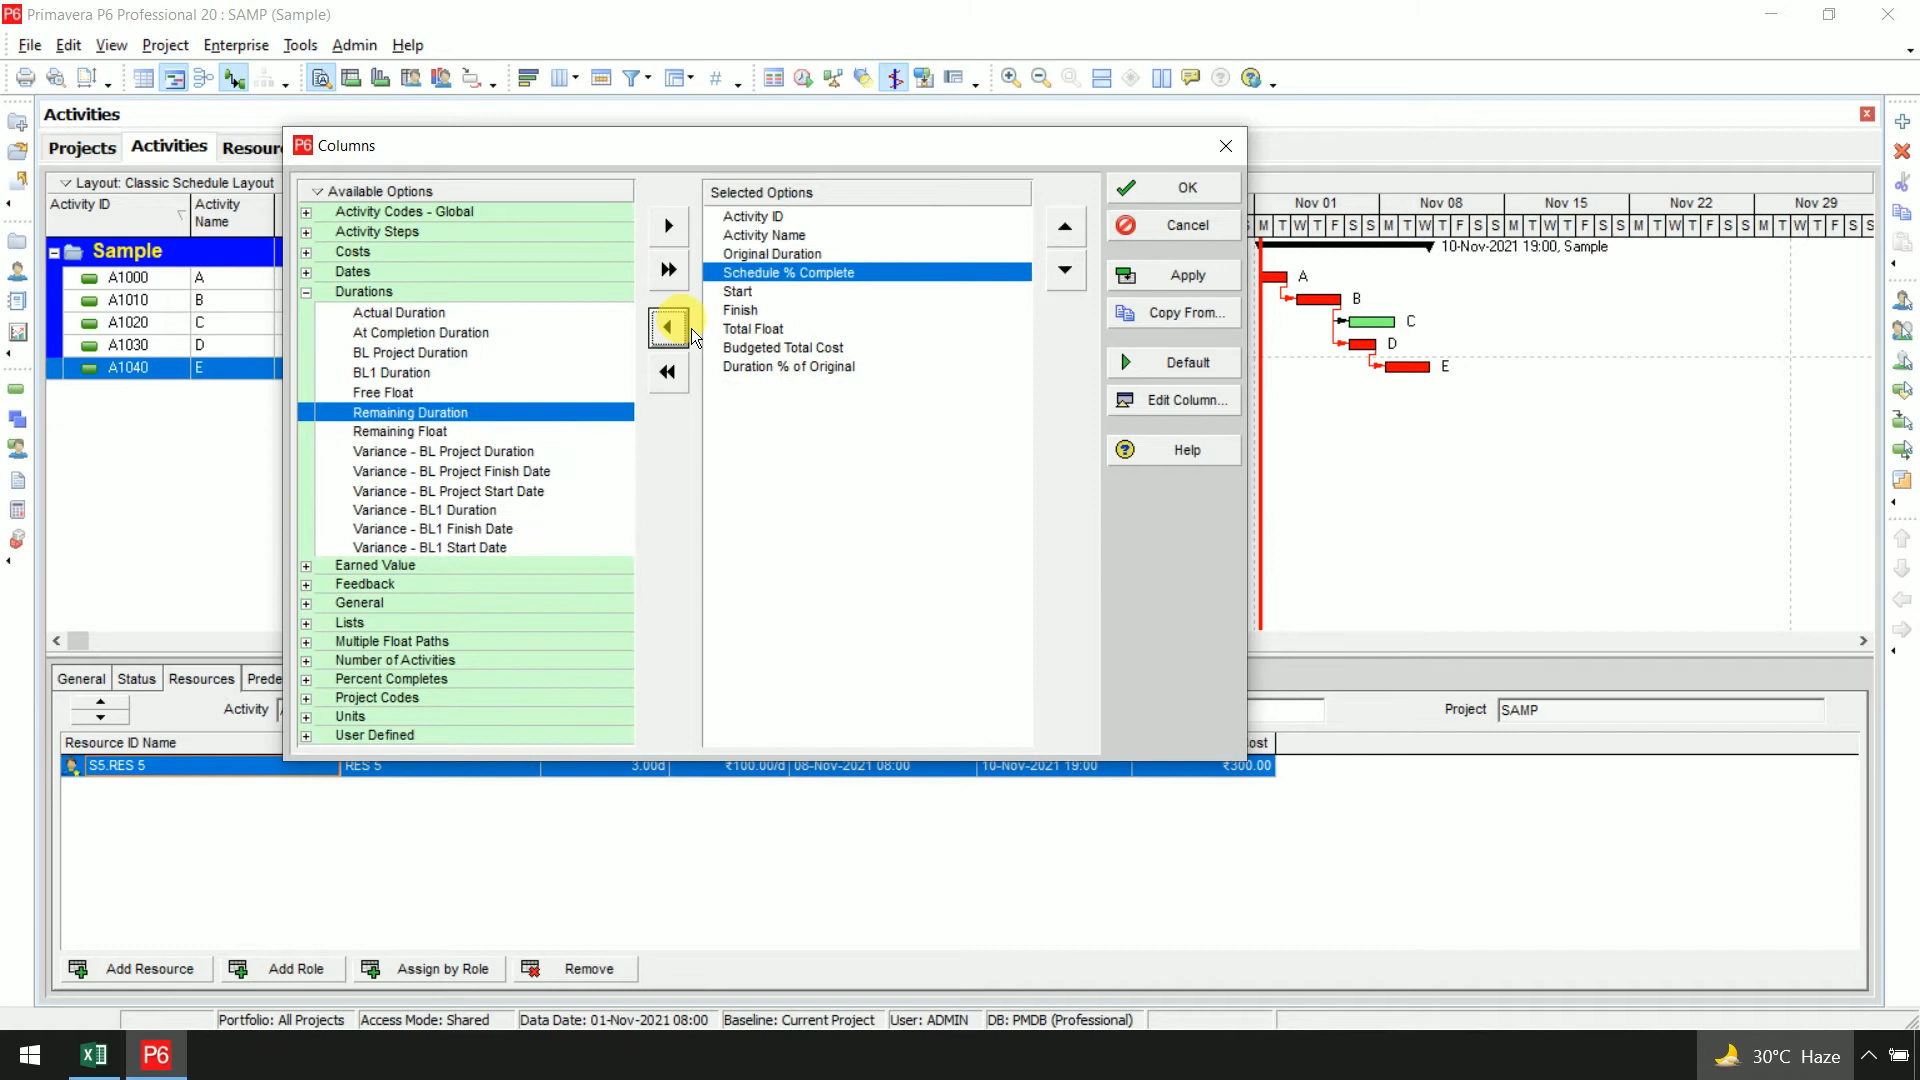 Primavera P6 Professional 20 : SAMP (Sample)
File Edit View Project Enterprise Tools Admin Help
Activities
Projects Activities
Layout: Classic Schedule Layout
Activity ID Activity Name
Sample
A1000 A
A1010 B
A1020 C
A1030 D
A1040 E
P6 Columns
Available Options
Activity Codes - Global
Activity Steps
Costs
Dates
Durations
Actual Duration
At Completion Duration
BL Project Duration
BL1 Duration
Free Float
Remaining Duration
Remaining Float
Variance - BL Project Duration
Variance - BL Project Finish Date
Variance - BL Project Start Date
Variance - BL1 Duration
Variance - BL1 Finish Date
Variance - BL1 Start Date
Earned Value
Feedback
General
Lists
Multiple Float Paths
Number of Activities
Percent Completes
Project Codes
Units
User Defined
Selected Options
Activity ID
Activity Name
Original Duration
Schedule % Complete
Start
Finish
Total Float
Budgeted Total Cost
Duration % of Original
OK
Cancel
Apply
Copy From...
Default
Edit Column...
Help
Nov 01 Nov 08 Nov 15 Nov 22 Nov 29
M T W T F S S M T W T F S S M T W T F S S M T W T F S S M T W T F S S
10-Nov-2021 19:00, Sample
A
B
C
D
E
General Status Resources Prede
Activity
Project SAMP
Resource ID Name ost
S5.RES 5 RES 5 3.00d ₹100.00/d 08-Nov-2021 08:00 10-Nov-2021 19:00 ₹300.00
Add Resource Add Role Assign by Role Remove
Portfolio: All Projects Access Mode: Shared Data Date: 01-Nov-2021 08:00 Baseline: Current Project User: ADMIN DB: PMDB (Professional)
P6 30°C Haze